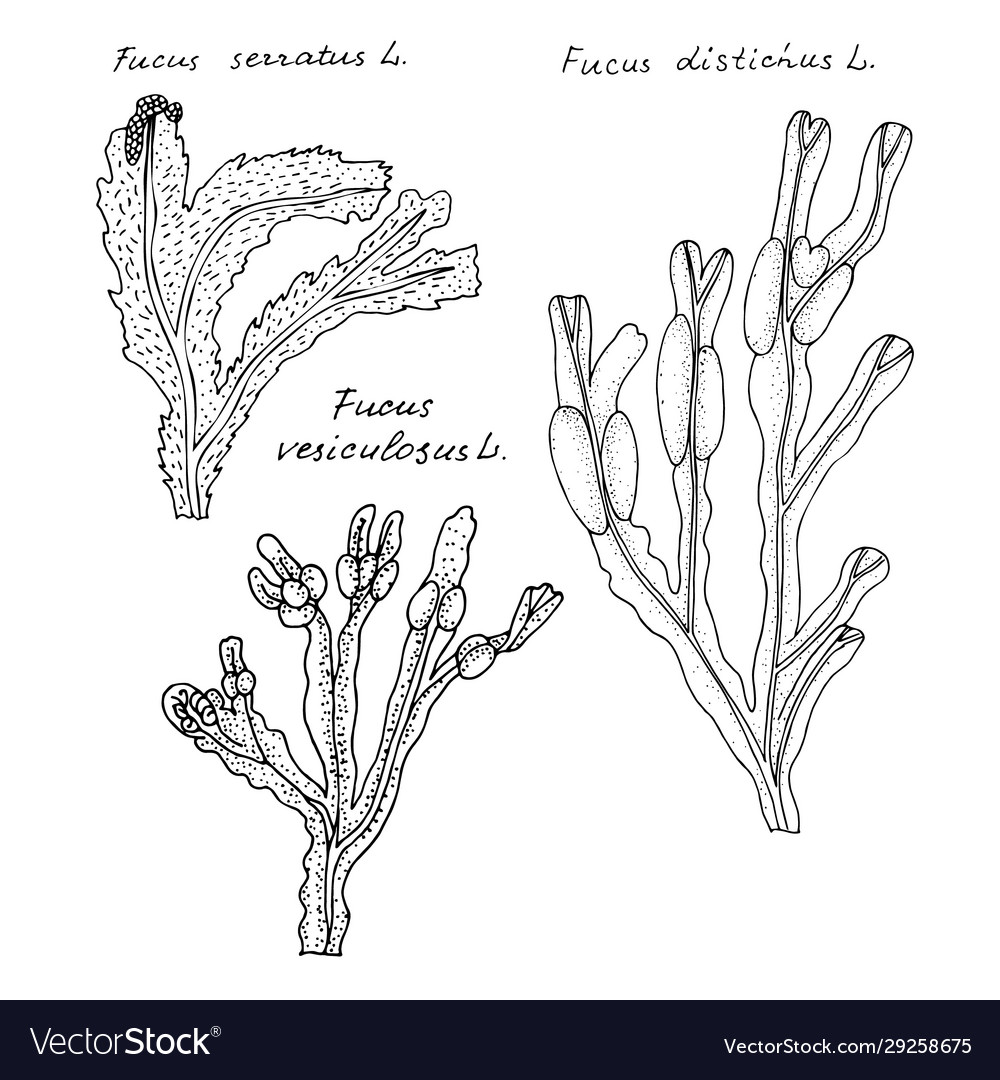 Fucus serratus L.
Fucus distichus L.
Fucus
vesiculosus L.
VectorStock®
VectorStock.com/29258675